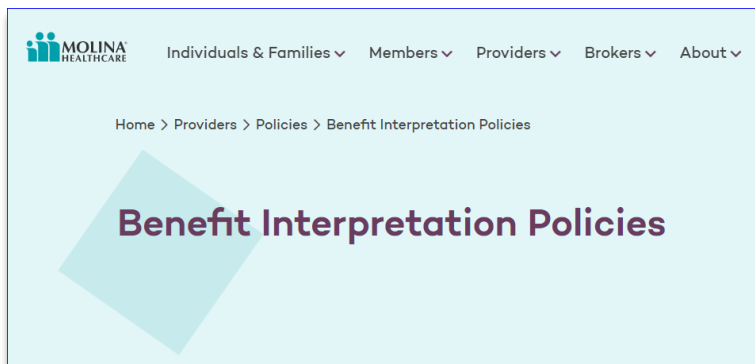 MOLINA
HEALTHCARE
Individuals & Families Members Providers Brokers About
Home > Providers > Policies > Benefit Interpretation Policies
Benefit Interpretation Policies